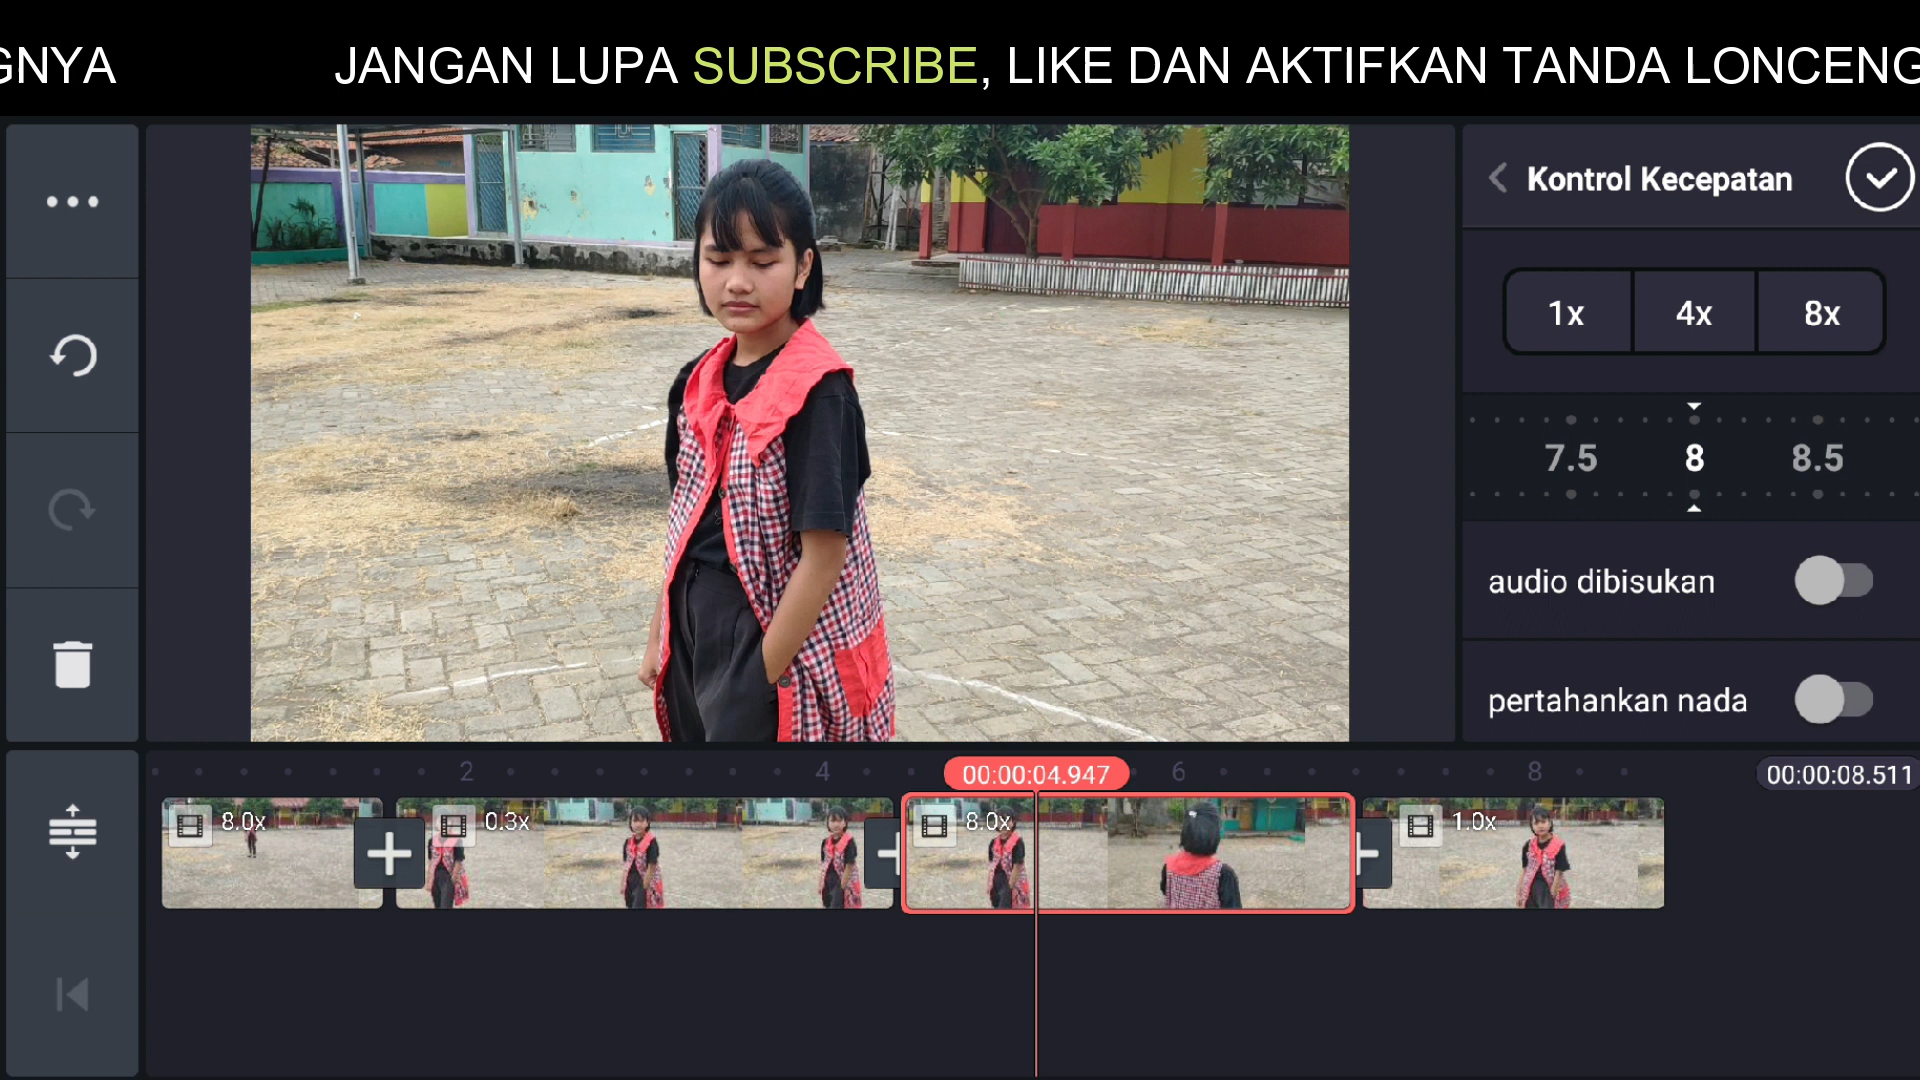 GNYA JANGAN LUPA SUBSCRIBE, LIKE DAN AKTIFKAN TANDA LONCENG
Kontrol Kecepatan
1x 4x 8x
7.5 8 8.5
audio dibisukan
pertahankan nada
2 4 00:00:04.947 6 8 00:00:08.511
8.0x 0.3x 8.0x 1.0x